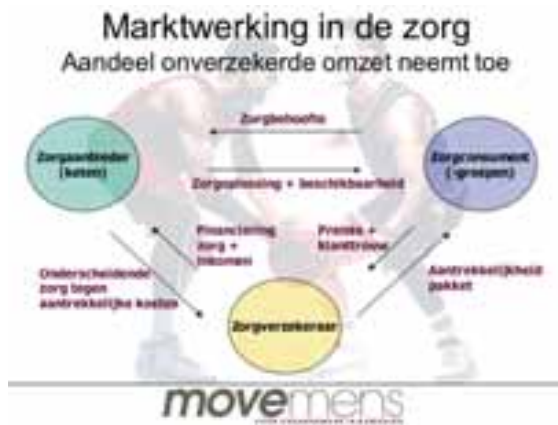 Marktwerking in de zorg
Aandeel onverzekerde omzet neemt toe
Zorgbehoefte
Zorgaanbieder
(keten)
Zorgconsument
(-groepen)
Zorgoplossing + beschikbaarheid
Financiering
zorg +
inkomen
Premie +
klanttrouw
Onderscheidende
zorg tegen
aantrekkelijke kosten
Aantrekkelijkheid
pakket
Zorgverzekeraar
movemens